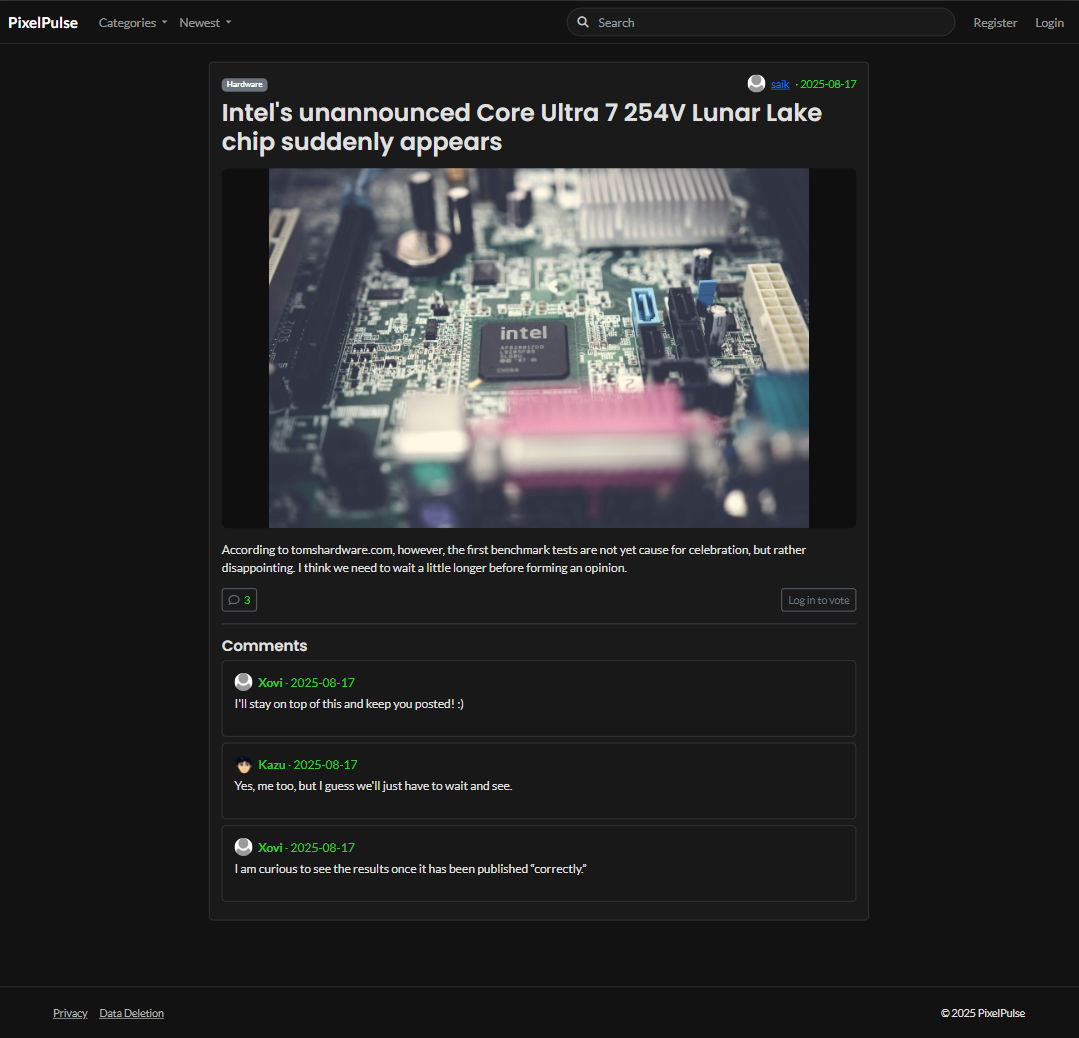 PixelPulse Categories Newest Search Register Login
Hardware saik · 2025-08-17
Intel's unannounced Core Ultra 7 254V Lunar Lake
chip suddenly appears
intel
According to tomshardware.com, however, the first benchmark tests are not yet cause for celebration, but rather
disappointing. I think we need to wait a little longer before forming an opinion.
3 Log in to vote
Comments
Xovi · 2025-08-17
I'll stay on top of this and keep you posted! :)
Kazu · 2025-08-17
Yes, me too, but I guess we'll just have to wait and see.
Xovi · 2025-08-17
I am curious to see the results once it has been published “correctly.”
Privacy Data Deletion © 2025 PixelPulse